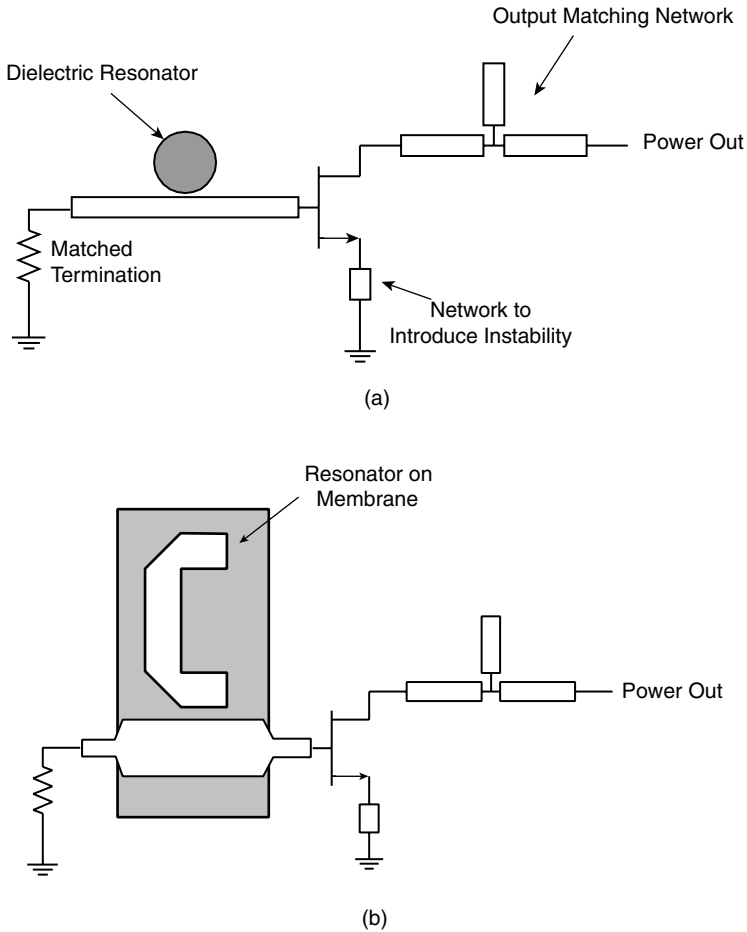 Output Matching Network
Dielectric Resonator
Power Out
Matched
Termination
Network to
Introduce Instability
(a)
Resonator on
Membrane
Power Out
(b)